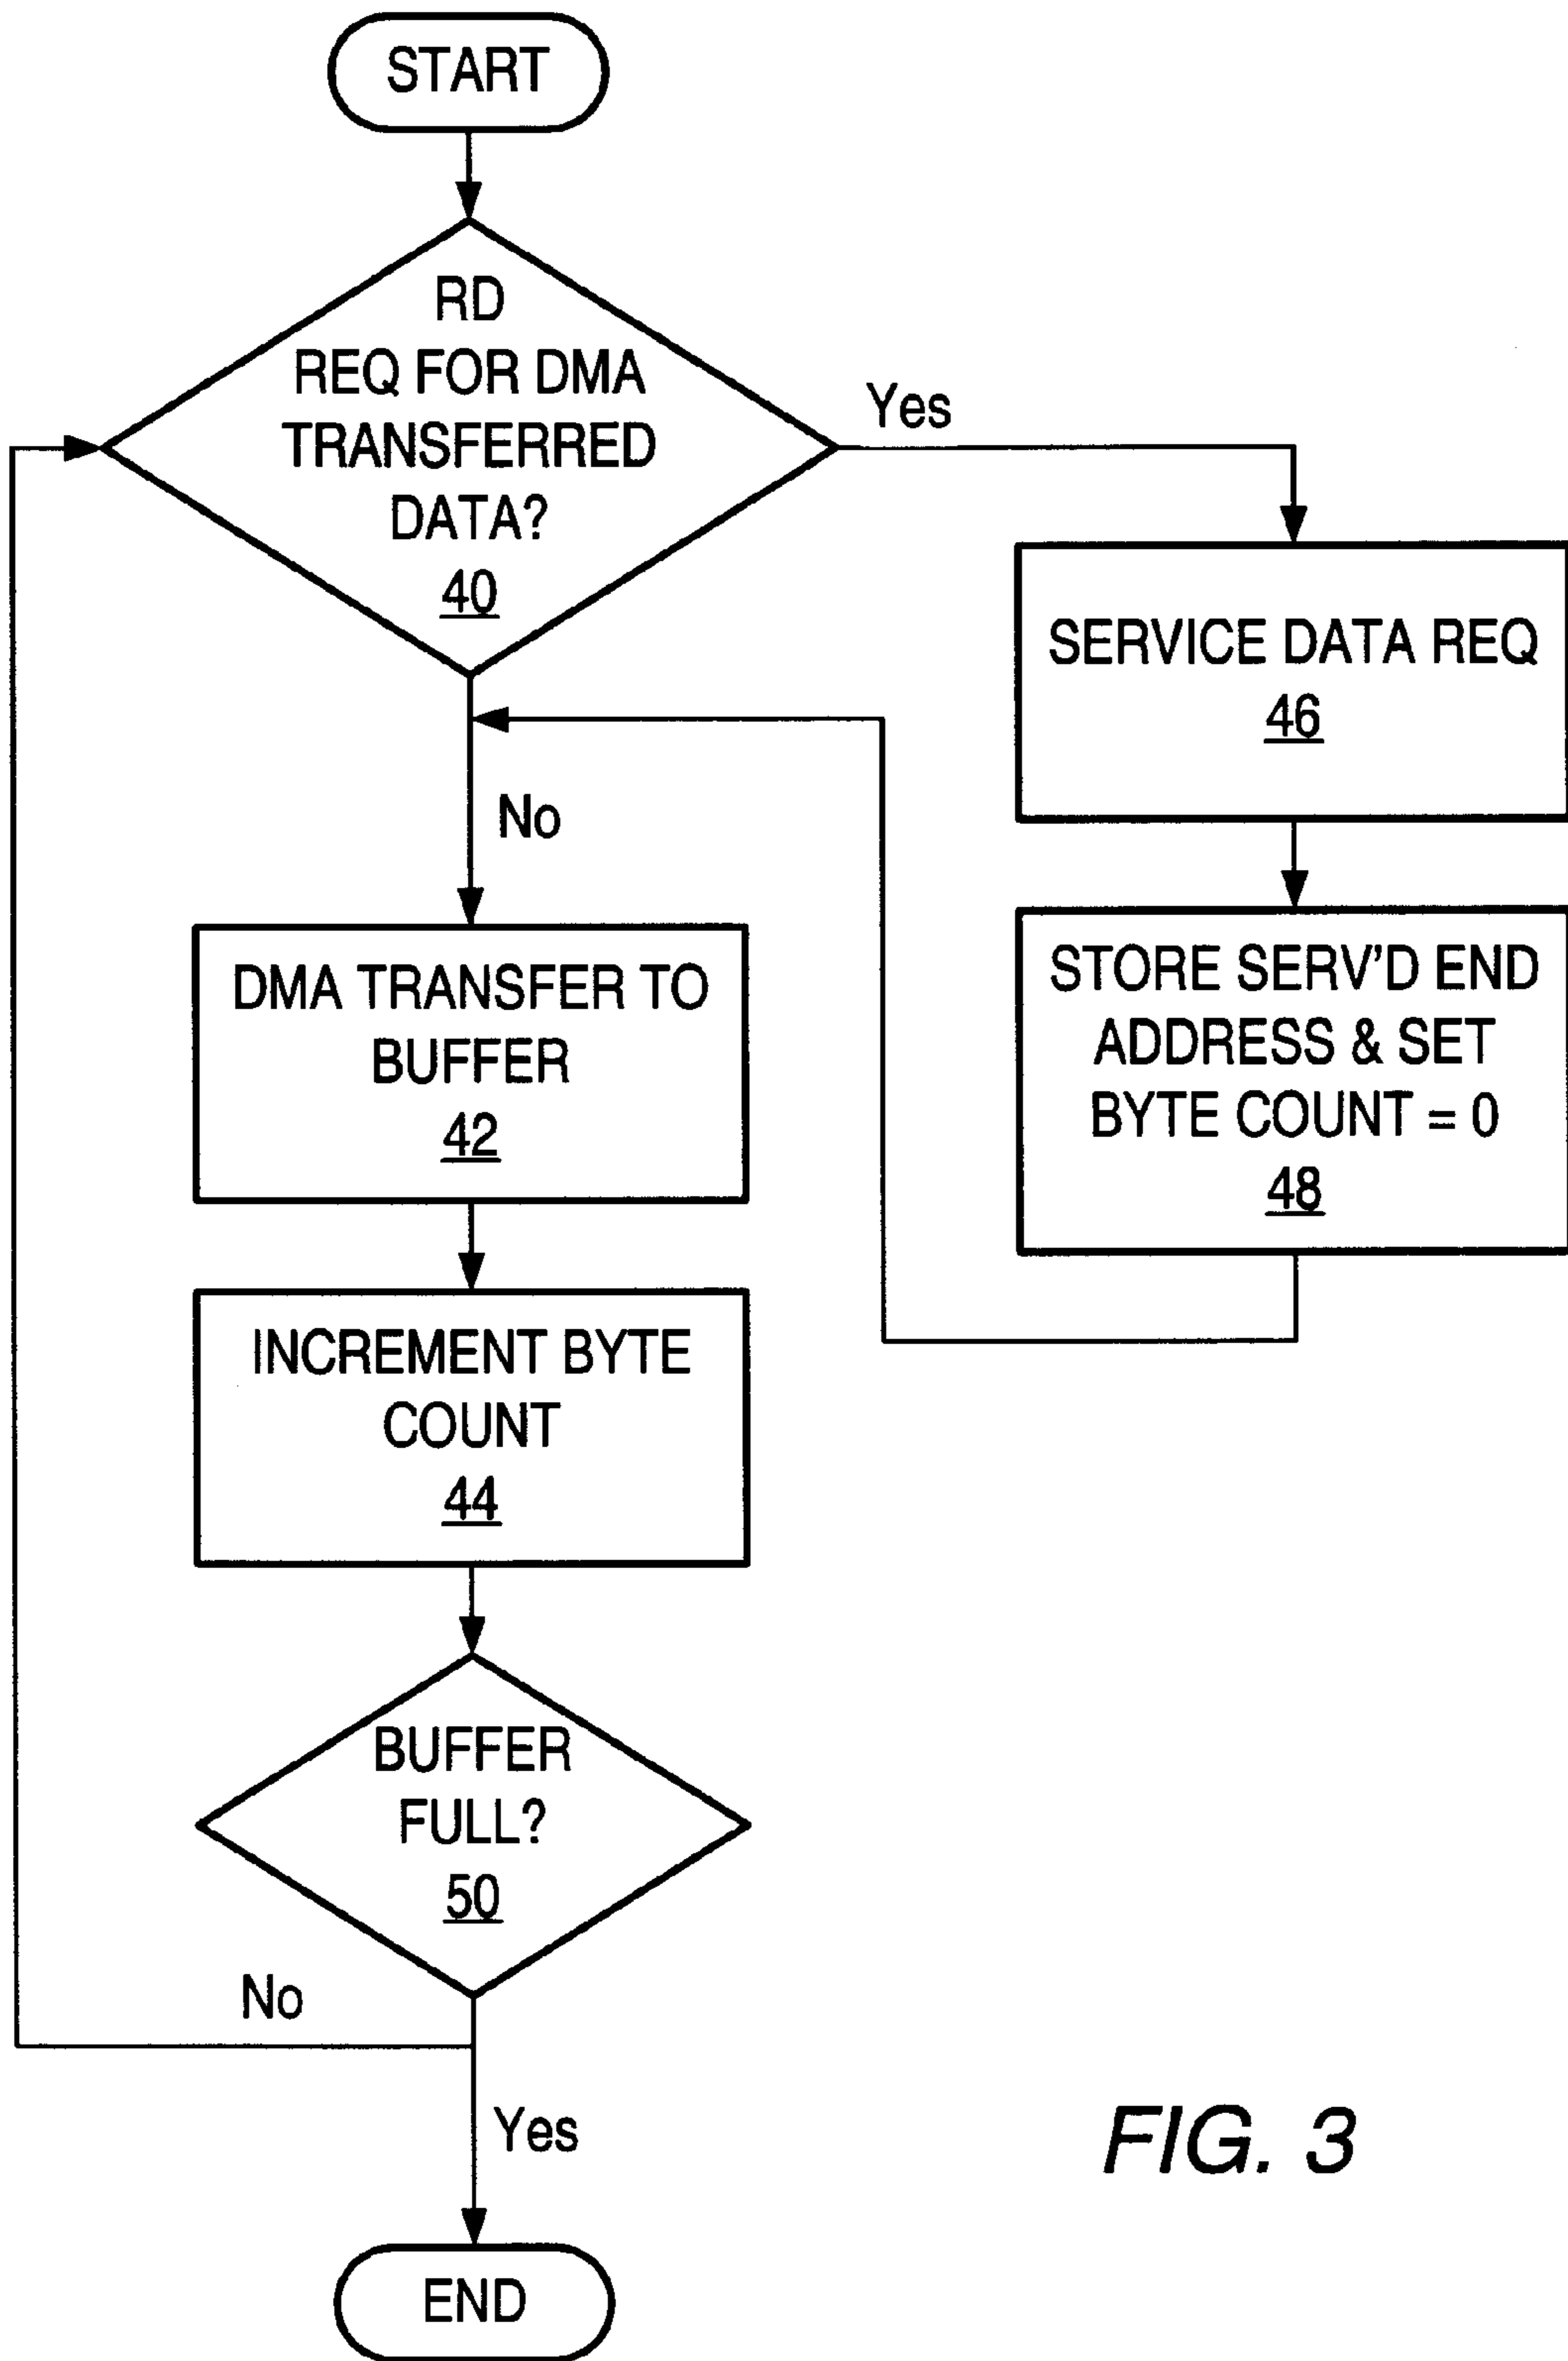 START
RD
REQ FOR DMA
TRANSFERRED
DATA?
40
Yes
SERVICE DATA REQ
46
No
STORE SERV'D END
ADDRESS & SET
BYTE COUNT = 0
48
DMA TRANSFER TO
BUFFER
42
INCREMENT BYTE
COUNT
44
BUFFER
FULL?
50
No
Yes
END
FIG. 3